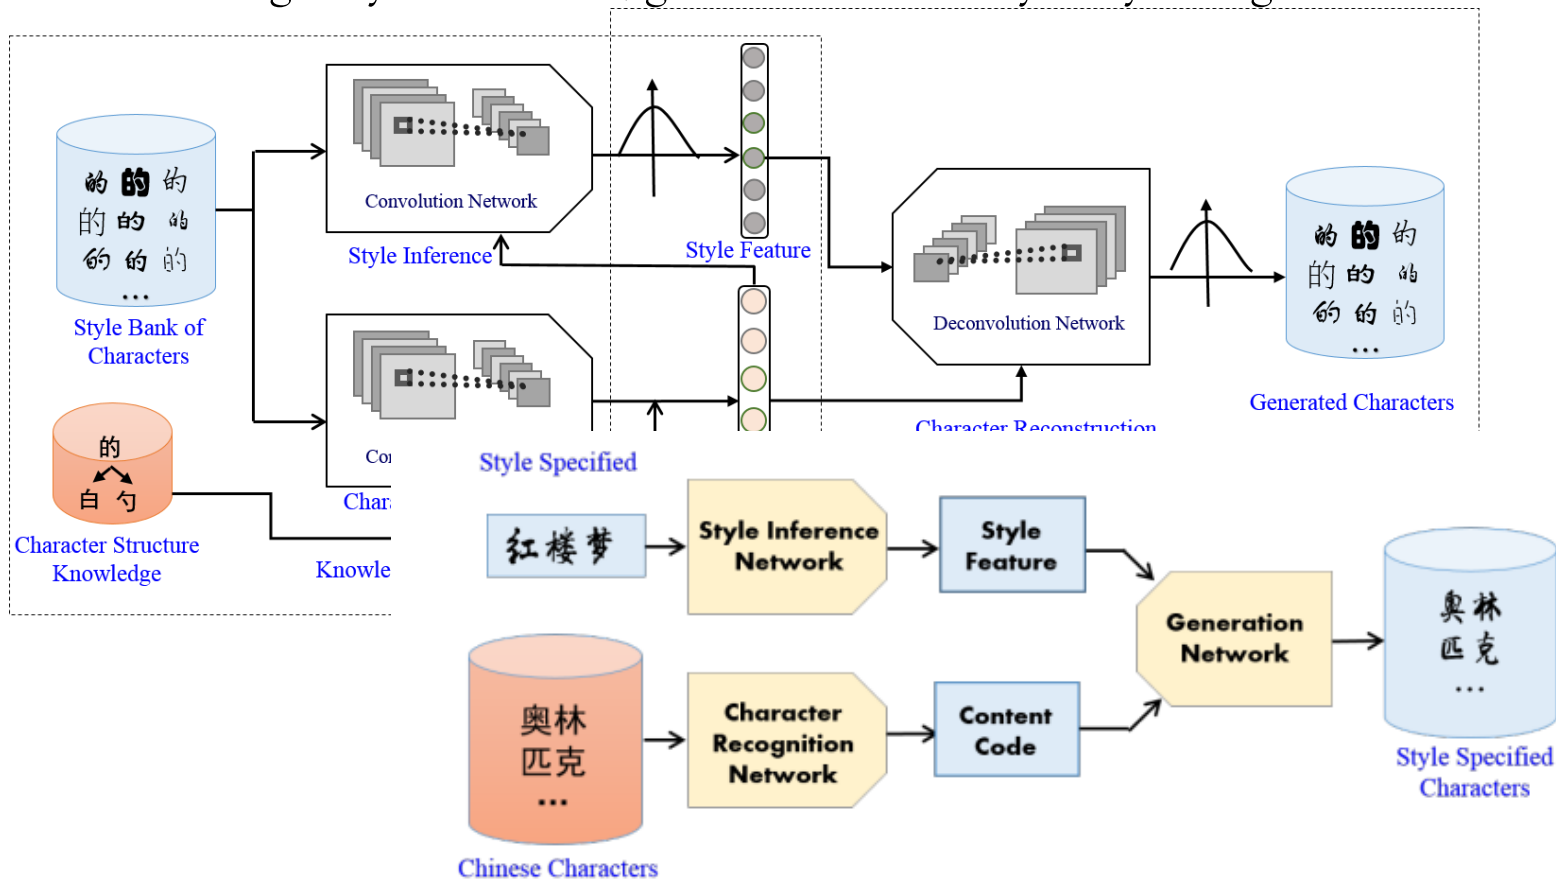 的 的 的
的 的 的
的 的 的
...
Style Bank of
Characters
Convolution Network
Style Inference
Style Feature
Deconvolution Network
Character Reconstruction
的 的 的
的 的 的
的 的 的
...
Generated Characters
的
白 勺
Character Structure
Knowledge
Style Specified
红楼梦
Style Inference
Network
Style
Feature
Generation
Network
奥林
匹克
...
Style Specified
Characters
奥林
匹克
...
Chinese Characters
Character
Recognition
Network
Content
Code